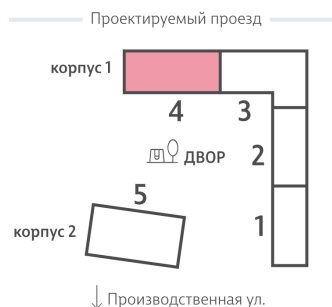 Проектируемый проезд
корпус 1
4
3
ДВОР
2
5
1
корпус 2
Производственная ул.